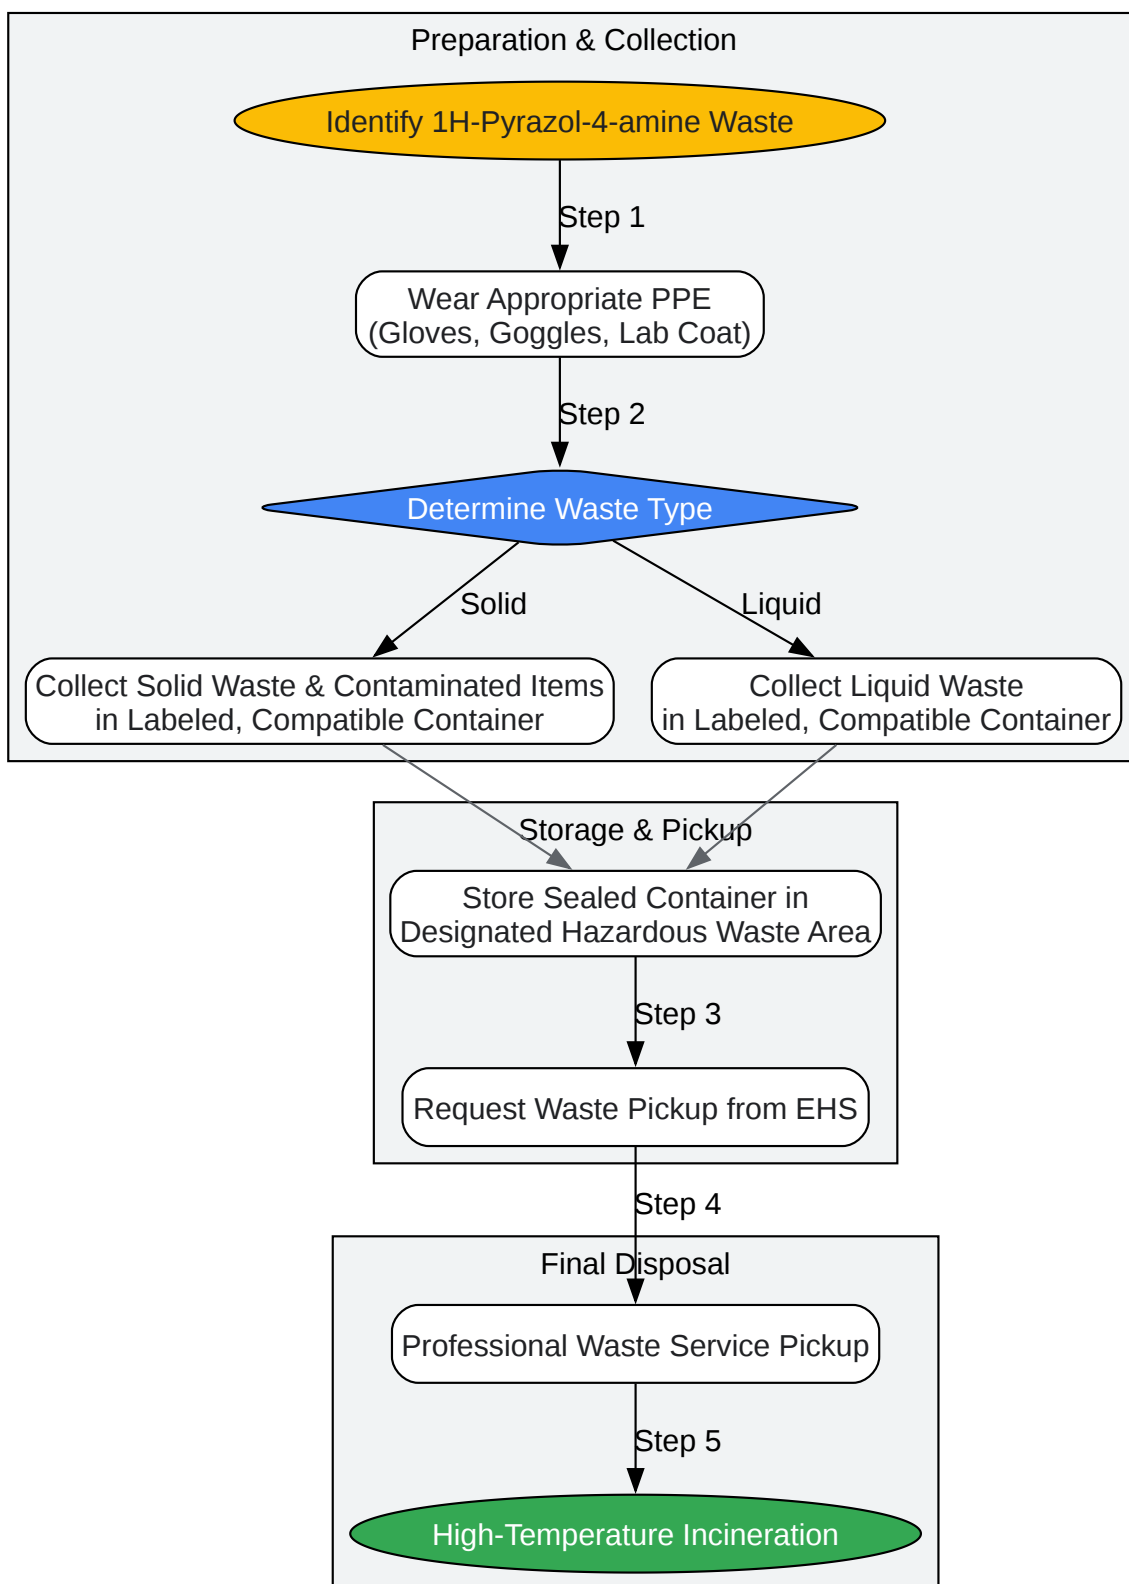 Preparation & Collection
Identify 1H-Pyrazol-4-amine Waste
Step 1
Wear Appropriate PPE
(Gloves, Goggles, Lab Coat)
Step 2
Determine Waste Type
Solid
Liquid
Collect Solid Waste & Contaminated Items
in Labeled, Compatible Container
Collect Liquid Waste
in Labeled, Compatible Container
Storage & Pickup
Store Sealed Container in
Designated Hazardous Waste Area
Step 3
Request Waste Pickup from EHS
Step 4
Final Disposal
Professional Waste Service Pickup
Step 5
High-Temperature Incineration